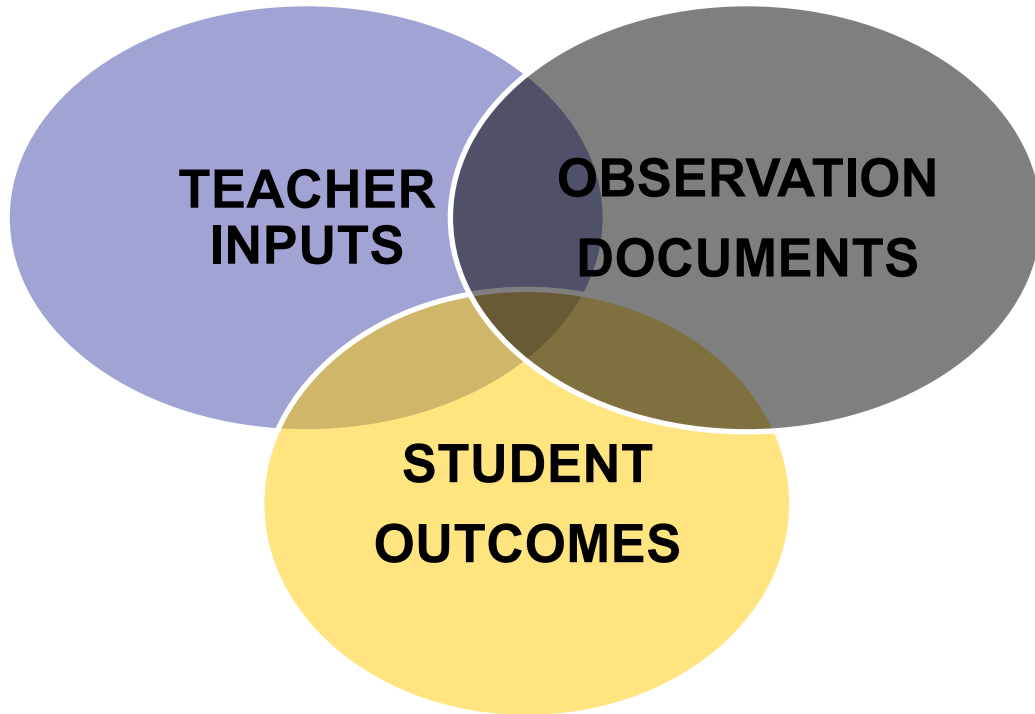 TEACHER
INPUTS
OBSERVATION
DOCUMENTS
STUDENT
OUTCOMES